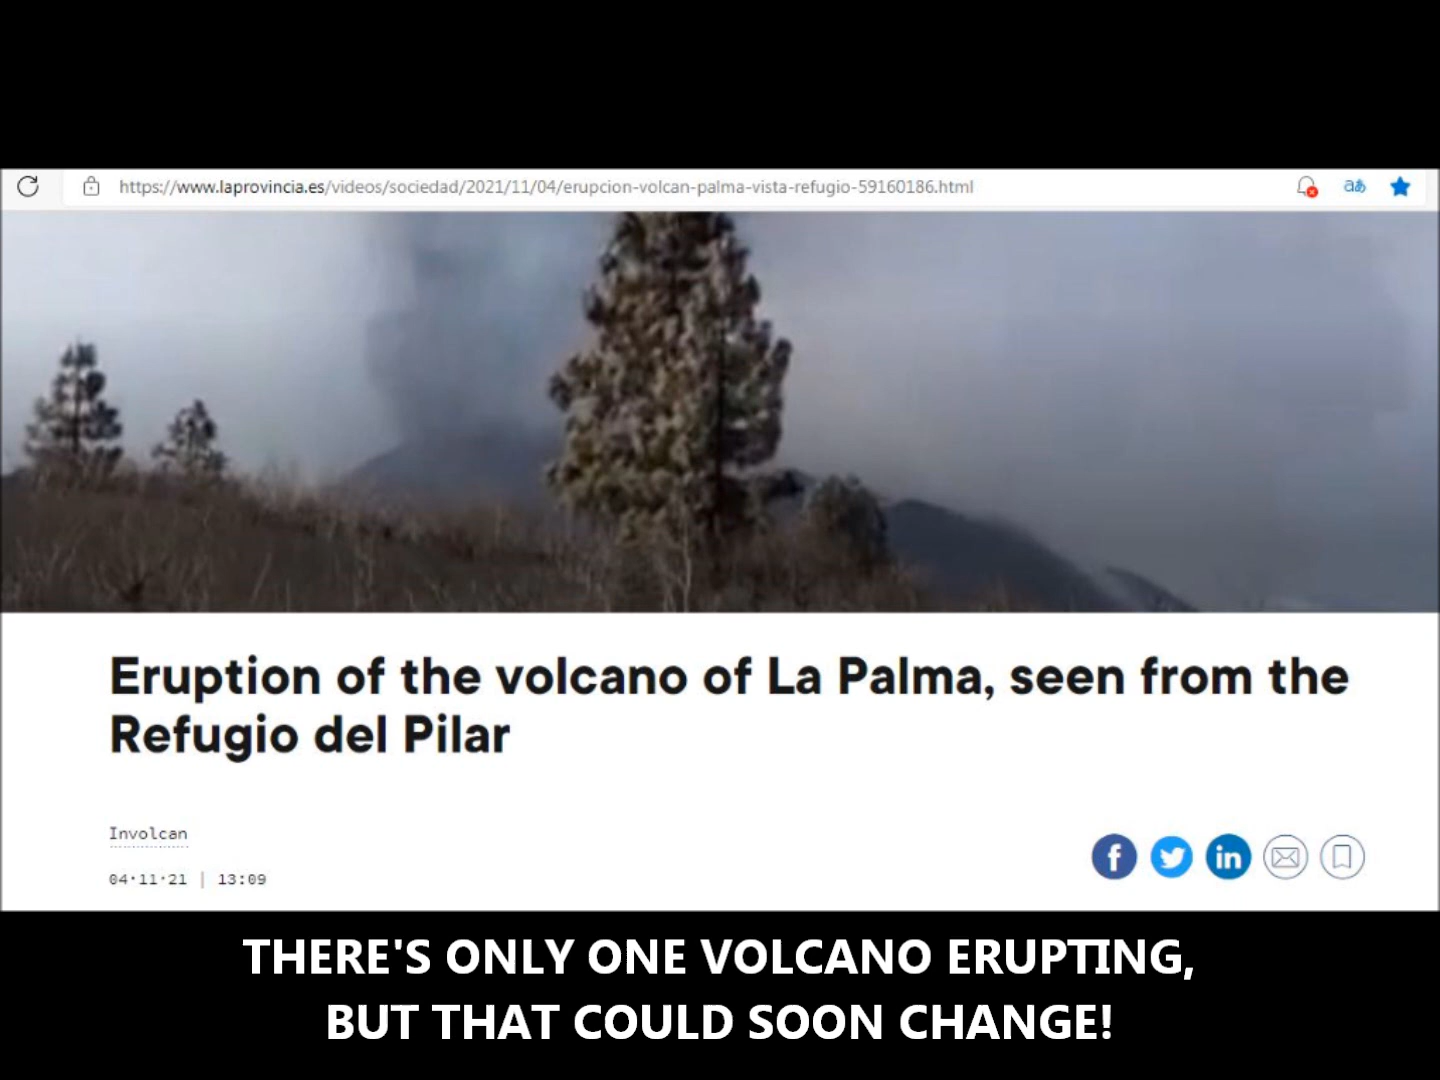 https://www.laprovincia.es/videos/sociedad/2021/11/04/erupcion-volcan-palma-vista-refugio-59160186.html
aあ
Eruption of the volcano of La Palma, seen from the
Refugio del Pilar
Involcan
04·11·21 | 13:09
THERE'S ONLY ONE VOLCANO ERUPTING,
BUT THAT COULD SOON CHANGE!